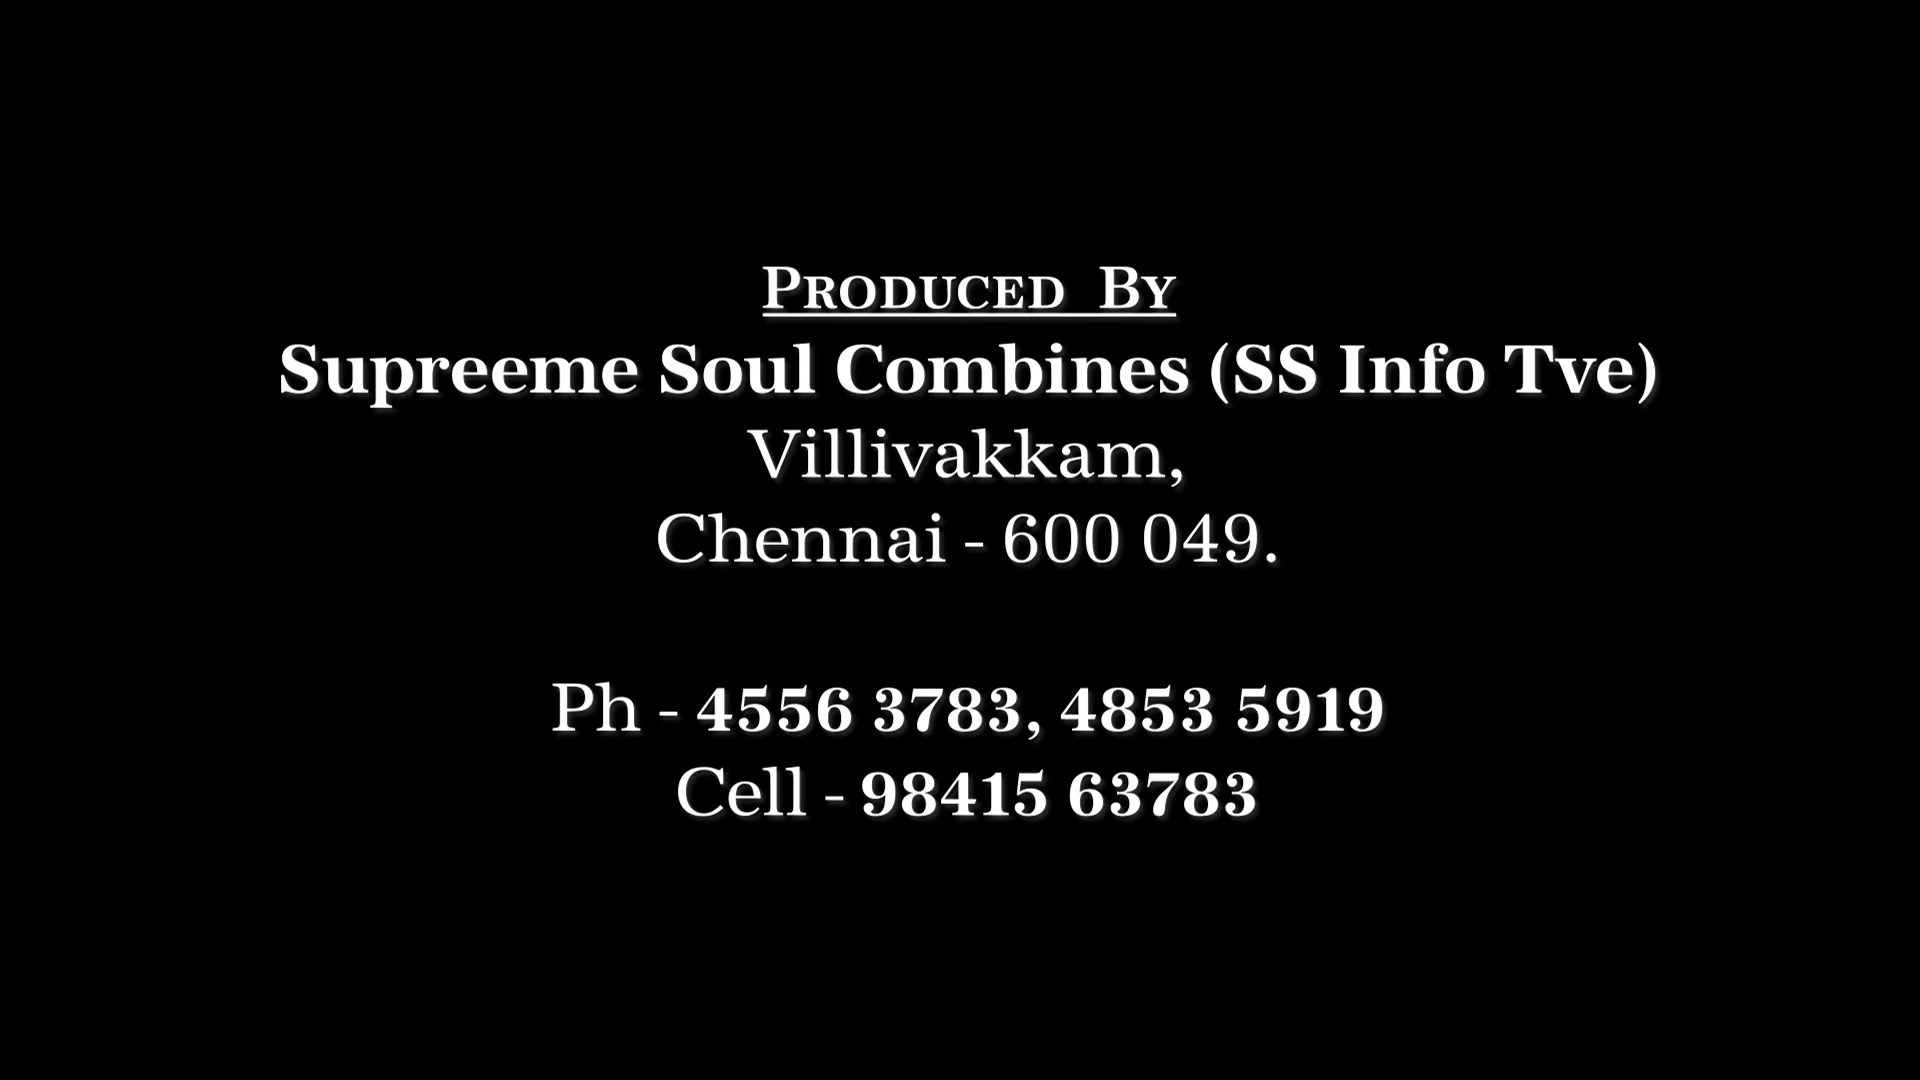 Produced By
Supreeme Soul Combines (SS Info Tve)
Villivakkam,
Chennai - 600 049.
Ph - 4556 3783, 4853 5919
Cell - 98415 63783